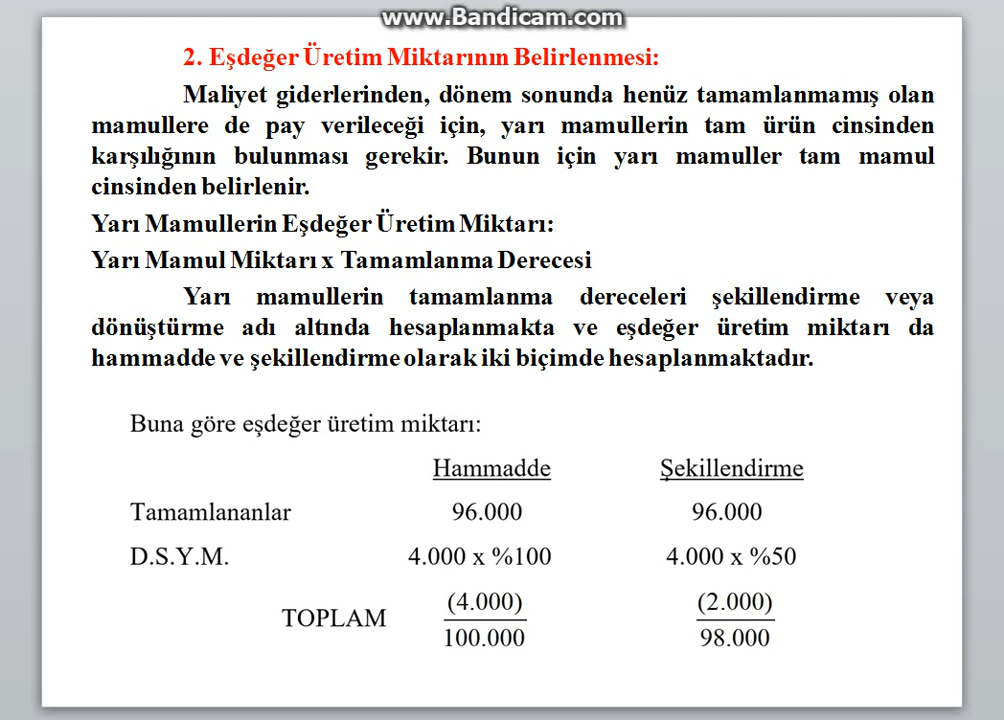 www.Bandicam.com
2. Eşdeğer Üretim Miktarının Belirlenmesi:
Maliyet giderlerinden, dönem sonunda henüz tamamlanmamış olan
mamullere de pay verileceği için, yarı mamullerin tam ürün cinsinden
karşılığının bulunması gerekir. Bunun için yarı mamuller tam mamul
cinsinden belirlenir.
Yarı Mamullerin Eşdeğer Üretim Miktarı:
Yarı Mamul Miktarı x Tamamlanma Derecesi
Yarı mamullerin tamamlanma dereceleri şekillendirme veya
dönüştürme adı altında hesaplanmakta ve eşdeğer üretim miktarı da
hammadde ve şekillendirme olarak iki biçimde hesaplanmaktadır.
Buna göre eşdeğer üretim miktarı:
Hammadde Şekillendirme
Tamamlananlar 96.000 96.000
D.S.Y.M. 4.000 x %100 4.000 x %50
(4.000) (2.000)
TOPLAM
100.000 98.000